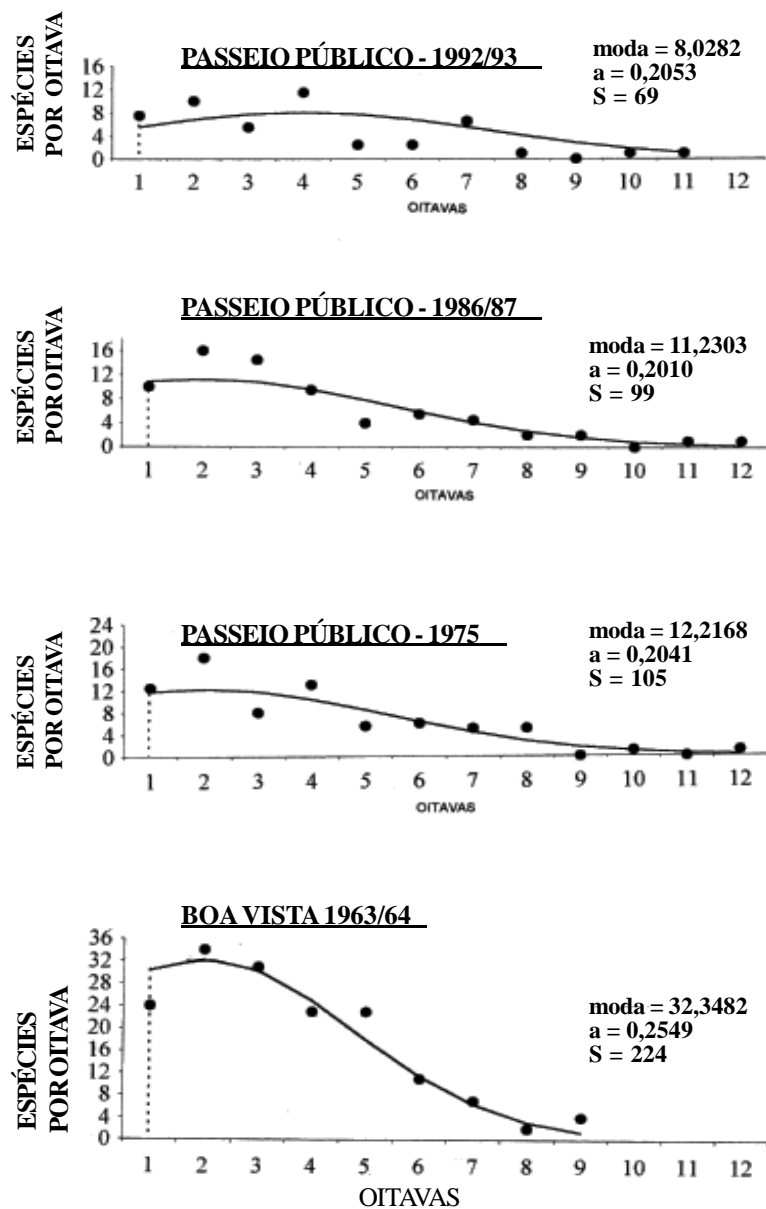 PASSEIO PÚBLICO - 1992/93
moda = 8,0282
a = 0,2053
S = 69
ESPÉCIES
POR OITAVA
16
12
8
4
0
1 2 3 4 5 6 7 8 9 10 11 12
OITAVAS
PASSEIO PÚBLICO - 1986/87
moda = 11,2303
a = 0,2010
S = 99
ESPÉCIES
POR OITAVA
16
12
8
4
0
1 2 3 4 5 6 7 8 9 10 11 12
OITAVAS
PASSEIO PÚBLICO - 1975
moda = 12,2168
a = 0,2041
S = 105
ESPÉCIES
POR OITAVA
24
20
16
12
8
4
0
1 2 3 4 5 6 7 8 9 10 11 12
OITAVAS
BOA VISTA 1963/64
moda = 32,3482
a = 0,2549
S = 224
ESPÉCIES
POR OITAVA
36
32
28
24
20
16
12
8
4
0
1 2 3 4 5 6 7 8 9 10 11 12
OITAVAS